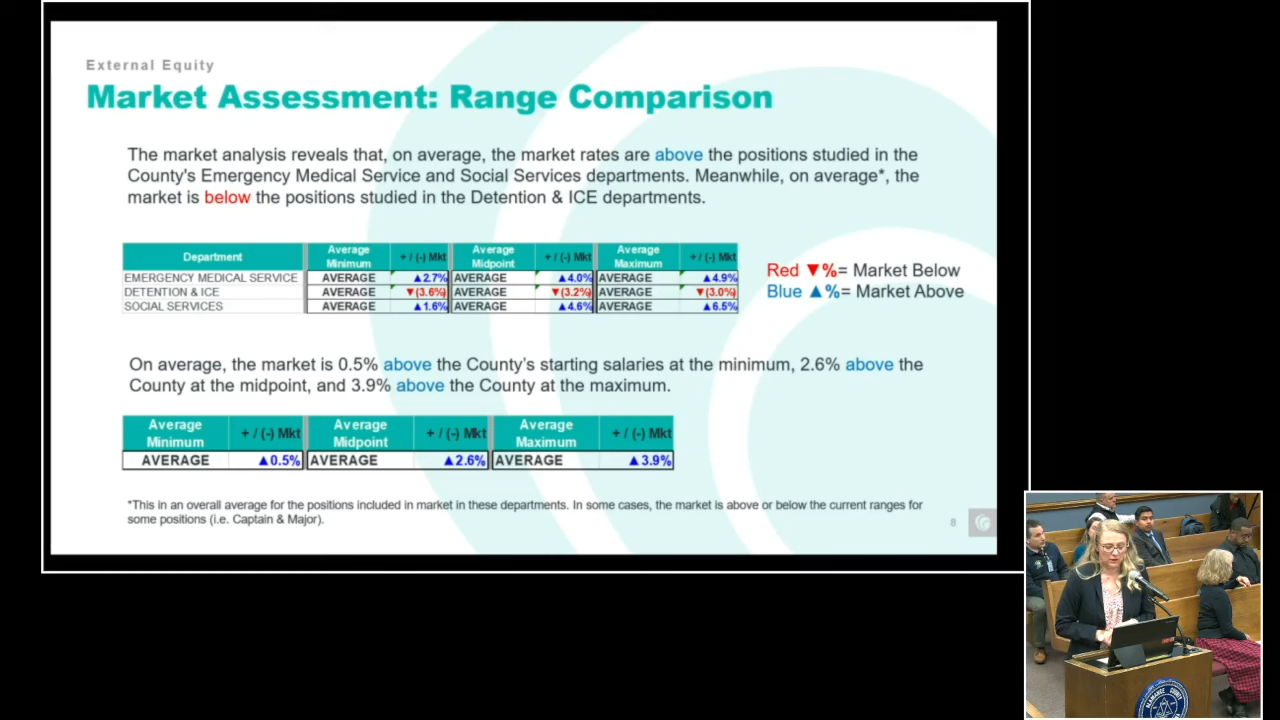 External Equity
Market Assessment: Range Comparison
The market analysis reveals that, on average, the market rates are above the positions studied in the
County's Emergency Medical Service and Social Services departments. Meanwhile, on average*, the
market is below the positions studied in the Detention & ICE departments.
Department Average Minimum + / (-) Mkt Average Midpoint + / (-) Mkt Average Maximum + / (-) Mkt
EMERGENCY MEDICAL SERVICE AVERAGE ▲2.7% AVERAGE ▲4.0% AVERAGE ▲4.9%
DETENTION & ICE AVERAGE ▼(3.6%) AVERAGE ▼(3.2%) AVERAGE ▼(3.0%)
SOCIAL SERVICES AVERAGE ▲1.6% AVERAGE ▲4.6% AVERAGE ▲6.5%
Red ▼%= Market Below
Blue ▲%= Market Above
On average, the market is 0.5% above the County's starting salaries at the minimum, 2.6% above the
County at the midpoint, and 3.9% above the County at the maximum.
Average Minimum + / (-) Mkt Average Midpoint + / (-) Mkt Average Maximum + / (-) Mkt
AVERAGE ▲0.5% AVERAGE ▲2.6% AVERAGE ▲3.9%
*This in an overall average for the positions included in market in these departments. In some cases, the market is above or below the current ranges for
some positions (i.e. Captain & Major).
8